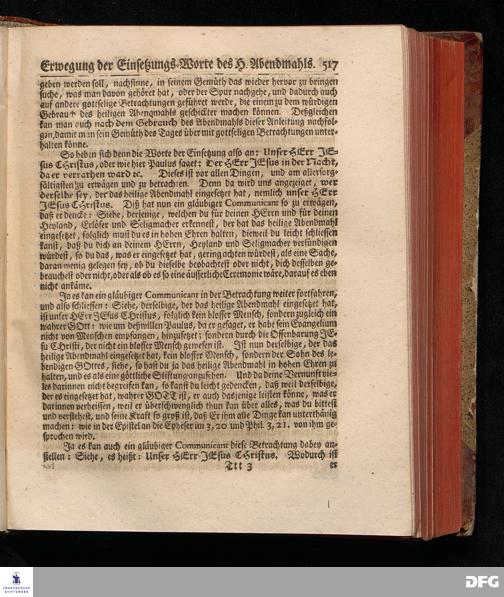 Erwegung der Einsetzungs-Worte des H. Abendmahls. 517
geben werden soll, nachsinne, in seinem Gemüth das wieder hervor zu bringen
suche, was man davon gehöret hat, oder der Spur nachgehe, und dadurch auch
auf andere gottselige Betrachtungen geführet werde, die einem zu dem würdigen
Gebrauch des heiligen Abendmahls geschickter machen können. Deßgleichen
kan man auch nach dem Gebrauch des Abendmahls dieser Anleitung nachfol-
gen, damit man sein Gemüth des Tages über mit gottseligen Betrachtungen unter-
halten könne.
So heben sich denn die Worte der Einsetzung also an: Unser HErr JE-
sus CHristus, oder wie hier Paulus saget: Der HErr JEsus in der Nacht,
da er verrathen ward ꝛc. Dieses ist vor allen Dingen, und am allersorg-
fältigsten zu erwägen und zu betrachten. Denn da wird uns angezeiget, wer
derselbe sey, der das heilige Abendmahl eingesetzt hat, nemlich unser HErr
JEsus CHristus. Diß hat nun ein gläubiger Communicant so zu erwägen,
daß er dencke: Siehe, derjenige, welchen du für deinen HErrn und für deinen
Heyland, Erlöser und Seligmacher erkennest, der hat das heilige Abendmahl
eingesetzet, folglich must du es in hohen Ehren halten, dieweil du leicht schliessen
kanst, daß du dich an deinem HErrn, Heyland und Seligmacher versündigen
würdest, so du das, was er eingesetzet hat, gering achten würdest, als eine Sache,
daran wenig gelegen sey, ob du dieselbe beobachtest oder nicht, dich desselben ge-
brauchest oder nicht, oder als ob es so eine äusserliche Ceremonie wäre, darauf es eben
nicht ankäme.
Ja es kan ein gläubiger Communicant in der Betrachtung weiter fortfahren,
und also schliessen: Siehe, derselbe, der das heilige Abendmahl eingesetzet hat,
ist unser HErr JEsus Christus, folglich kein blosser Mensch, sondern zugleich ein
wahrer GOtt: wie um deßwillen Paulus, da er gesaget, er habe sein Evangelium
nicht von Menschen empfangen, hinzusetzet; sondern durch die Offenbarung JE-
su CHristi, der nicht ein blosser Mensch gewesen ist. Ist nun derselbige, der das
heilige Abendmahl eingesetzet hat, kein blosser Mensch, sondern der Sohn des le-
bendigen GOttes, siehe, so hast du ja das heilige Abendmahl in hohen Ehren zu
halten, und es als eine göttliche Stiftung anzusehen. Und da deine Vernunft vie-
les darinnen nicht begreifen kan, so kanst du leicht gedencken, daß weil derselbige,
der es eingesetzet hat, wahrer GOTT ist, er auch dasjenige leisten könne, was er
darinnen verheissen, weil er überschwenglich thun kan über alles, was du bittest
und verstehest, und seine Kraft so groß ist, daß Er ihm alle Dinge kan unterthänig
machen: wie in der Epistel an die Epheser am 3, 20 und Phil. 3, 21. von ihm ge-
sprochen wird.
Ja es kan auch ein gläubiger Communicant diese Betrachtung dabey an-
stellen: Siehe, es heißt: Unser HErr JEsus CHristus. Wodurch ist
Ttt 3 er
FRANCKESCHE STIFTUNGEN
DFG